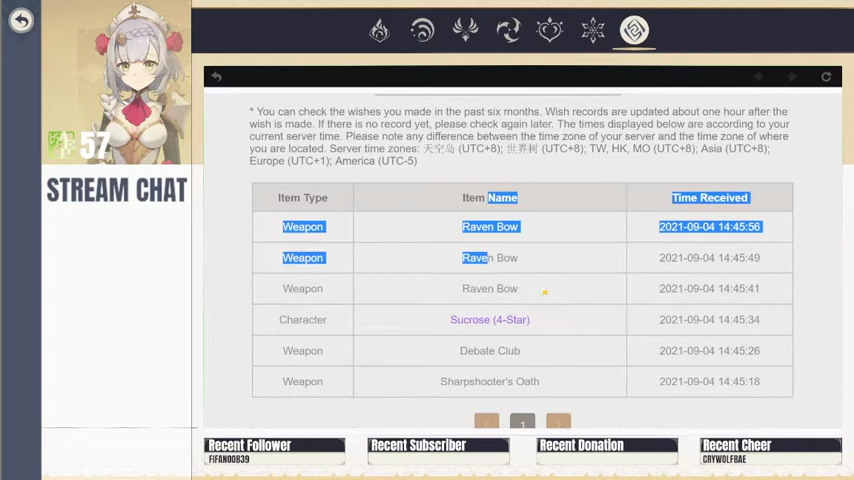 57
STREAM CHAT
* You can check the wishes you made in the past six months. Wish records are updated about one hour after the
wish is made. If there is no record yet, please check again later. The times displayed below are according to your
current server time. Please note any difference between the time zone of your server and the time zone of where
you are located. Server time zones: 天空岛 (UTC+8); 世界树 (UTC+8); TW, HK, MO (UTC+8); Asia (UTC+8);
Europe (UTC+1); America (UTC-5)
Item Type Item Name Time Received
Weapon Raven Bow 2021-09-04 14:45:56
Weapon Raven Bow 2021-09-04 14:45:49
Weapon Raven Bow 2021-09-04 14:45:41
Character Sucrose (4-Star) 2021-09-04 14:45:34
Weapon Debate Club 2021-09-04 14:45:26
Weapon Sharpshooter's Oath 2021-09-04 14:45:18
1
Recent Follower Recent Subscriber Recent Donation Recent Cheer
FIFAN00B39 CRYWOLFBAE